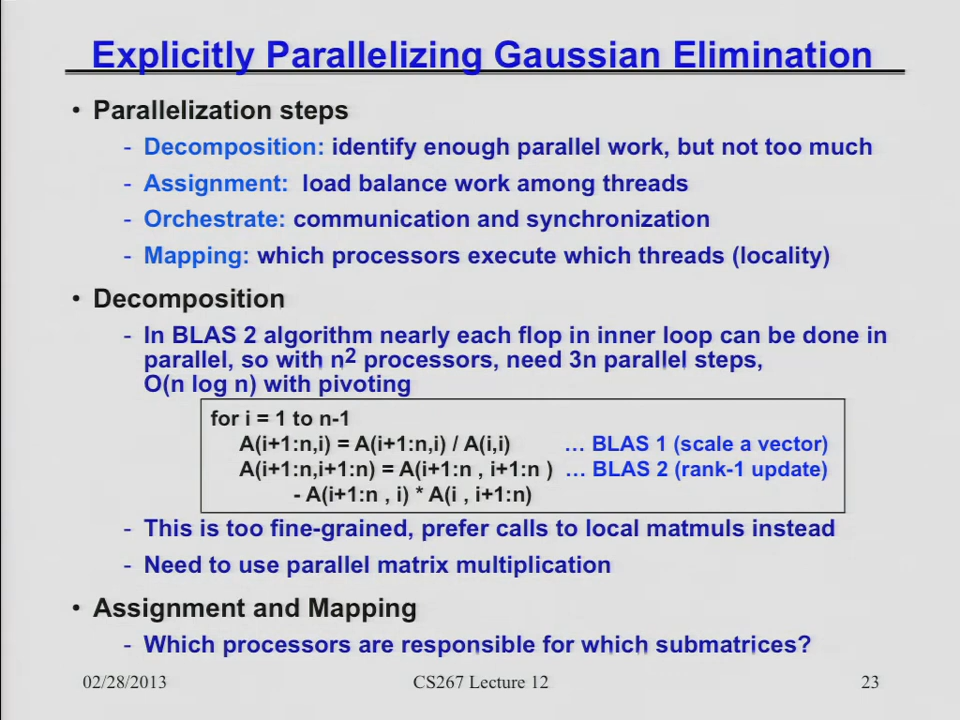 Explicitly Parallelizing Gaussian Elimination
• Parallelization steps
- Decomposition: identify enough parallel work, but not too much
- Assignment: load balance work among threads
- Orchestrate: communication and synchronization
- Mapping: which processors execute which threads (locality)
• Decomposition
- In BLAS 2 algorithm nearly each flop in inner loop can be done in
parallel, so with n² processors, need 3n parallel steps,
O(n log n) with pivoting
for i = 1 to n-1
A(i+1:n,i) = A(i+1:n,i) / A(i,i) … BLAS 1 (scale a vector)
A(i+1:n,i+1:n) = A(i+1:n , i+1:n ) … BLAS 2 (rank-1 update)
- A(i+1:n , i) * A(i , i+1:n)
- This is too fine-grained, prefer calls to local matmuls instead
- Need to use parallel matrix multiplication
• Assignment and Mapping
- Which processors are responsible for which submatrices?
02/28/2013 CS267 Lecture 12 23